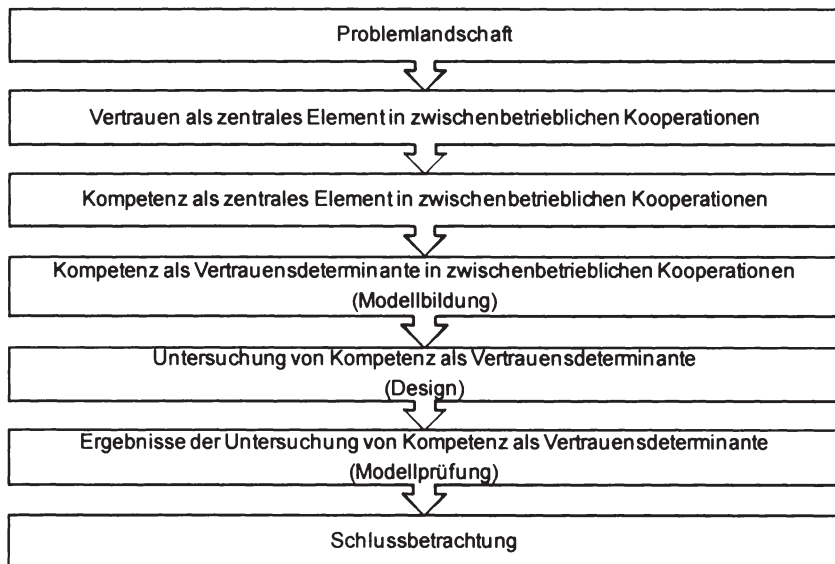 Problemlandschaft
Vertrauen als zentrales Element in zwischenbetrieblichen Kooperationen
Kompetenz als zentrales Element in zwischenbetrieblichen Kooperationen
Kompetenz als Vertrauensdeterminante in zwischenbetrieblichen Kooperationen
(Modellbildung)
Untersuchung von Kompetenz als Vertrauensdeterminante
(Design)
Ergebnisse der Untersuchung von Kompetenz als Vertrauensdeterminante
(Modellprüfung)
Schlussbetrachtung